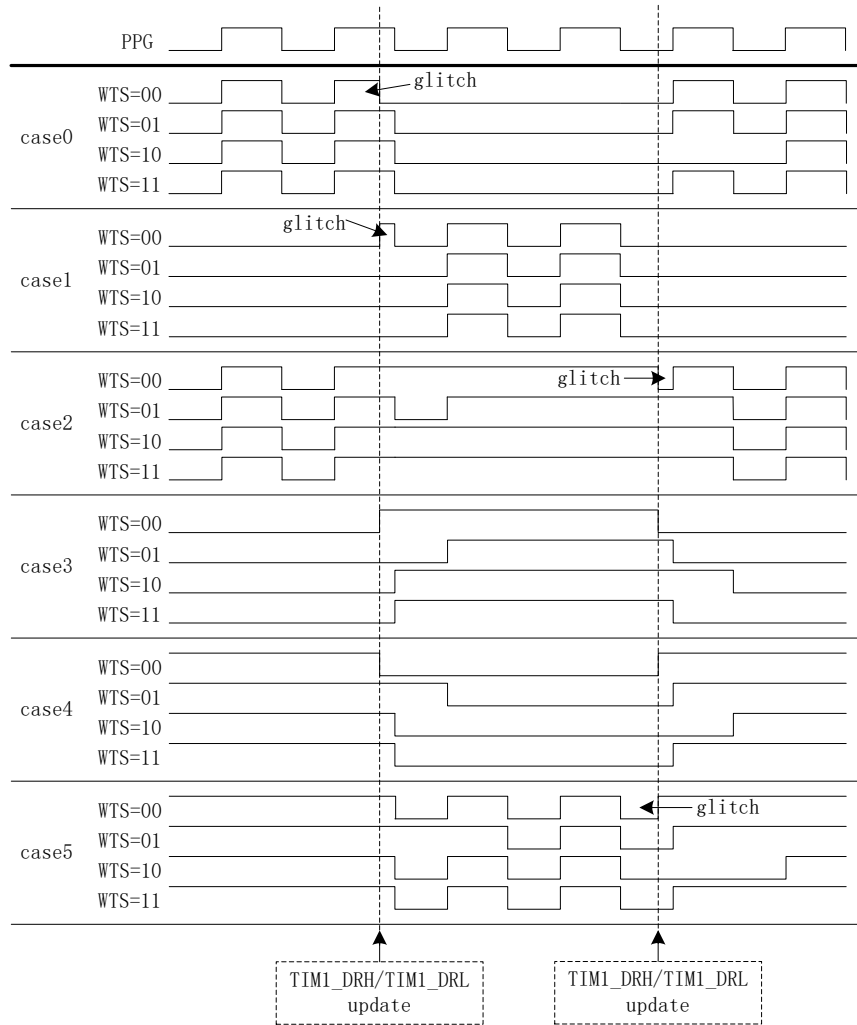 PPG
glitch
case0
WTS=00
WTS=01
WTS=10
WTS=11
glitch
case1
WTS=00
WTS=01
WTS=10
WTS=11
glitch
case2
WTS=00
WTS=01
WTS=10
WTS=11
case3
WTS=00
WTS=01
WTS=10
WTS=11
case4
WTS=00
WTS=01
WTS=10
WTS=11
glitch
case5
WTS=00
WTS=01
WTS=10
WTS=11
TIM1_DRH/TIM1_DRL
update
TIM1_DRH/TIM1_DRL
update